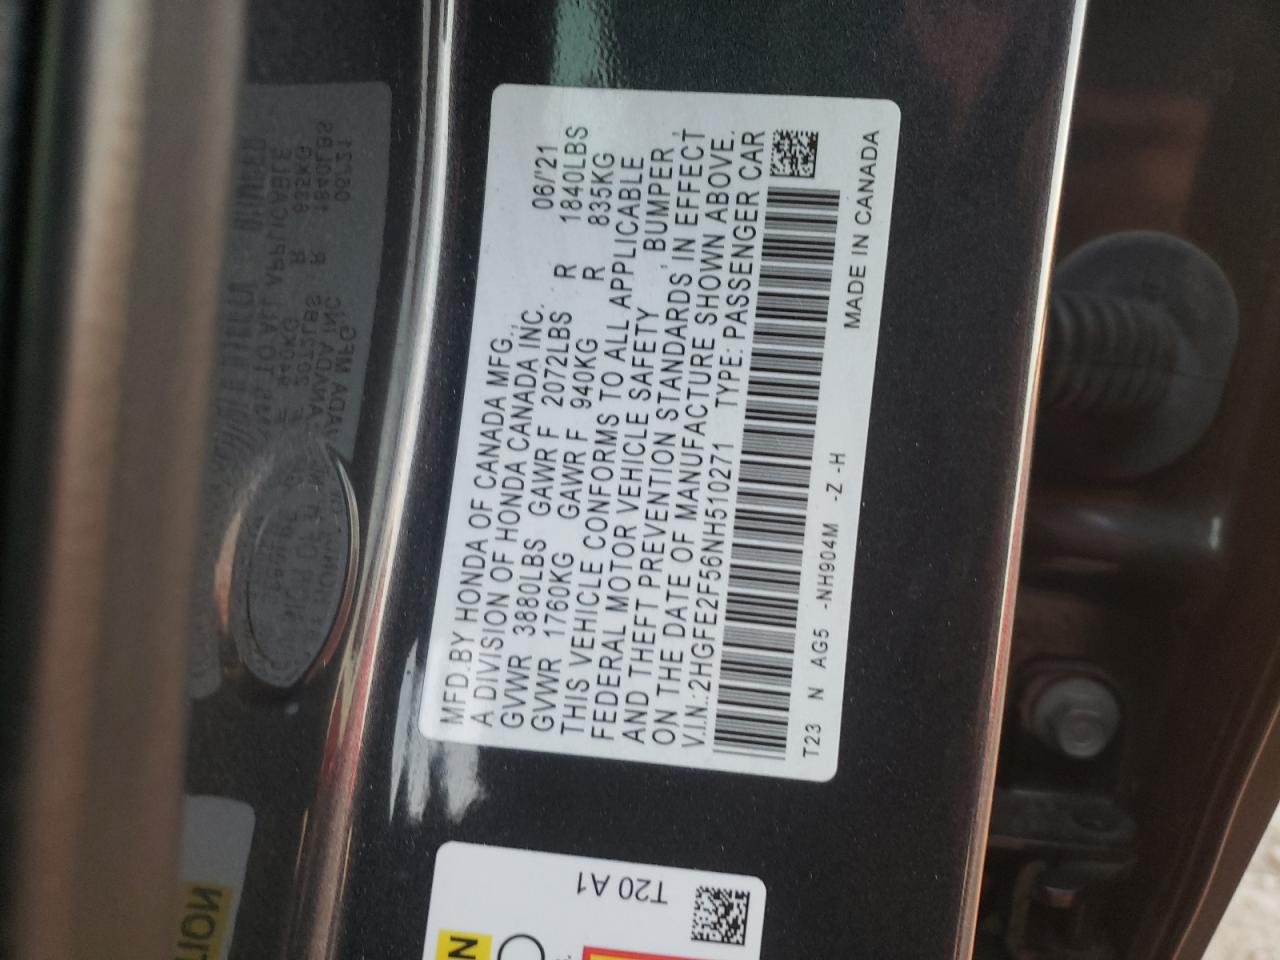 MFD.BY HONDA OF CANADA MFG.,
A DIVISION OF HONDA CANADA INC. 06/'21
GVWR 3880LBS GAWR F 2072LBS R 1840LBS
GVWR 1760KG GAWR F 940KG R 835KG
THIS VEHICLE CONFORMS TO ALL APPLICABLE
FEDERAL MOTOR VEHICLE SAFETY, BUMPER,
AND THEFT PREVENTION STANDARDS IN EFFECT
ON THE DATE OF MANUFACTURE SHOWN ABOVE.
V.I.N.:2HGFE2F56NH510271 TYPE: PASSENGER CAR
T23 N AG5 -NH904M -Z -H MADE IN CANADA
T20 A1